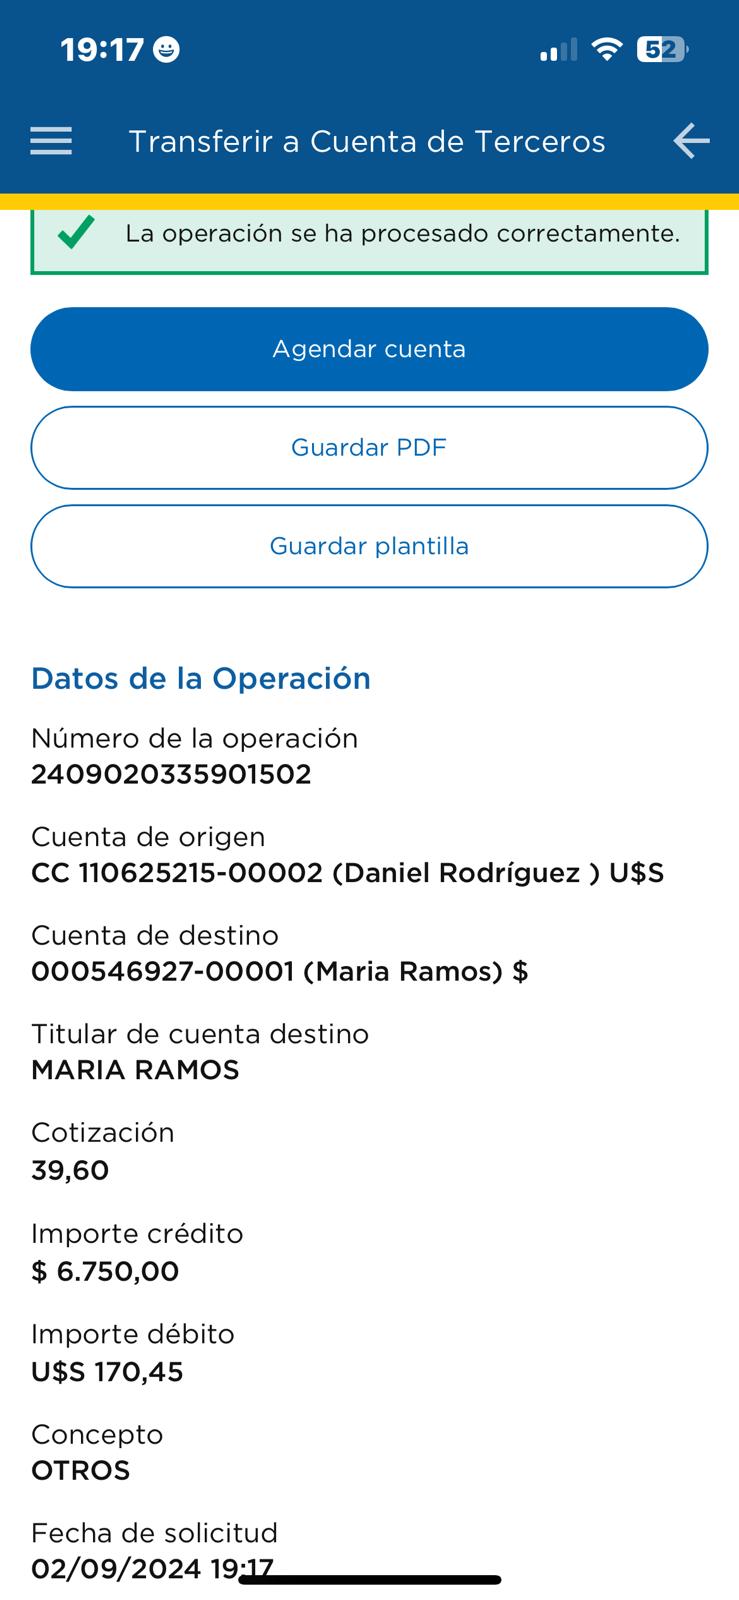 19:17
52
Transferir a Cuenta de Terceros
La operación se ha procesado correctamente.
Agendar cuenta
Guardar PDF
Guardar plantilla
Datos de la Operación
Número de la operación
2409020335901502
Cuenta de origen
CC 110625215-00002 (Daniel Rodríguez ) U$S
Cuenta de destino
000546927-00001 (Maria Ramos) $
Titular de cuenta destino
MARIA RAMOS
Cotización
39,60
Importe crédito
$ 6.750,00
Importe débito
U$S 170,45
Concepto
OTROS
Fecha de solicitud
02/09/2024 19:17